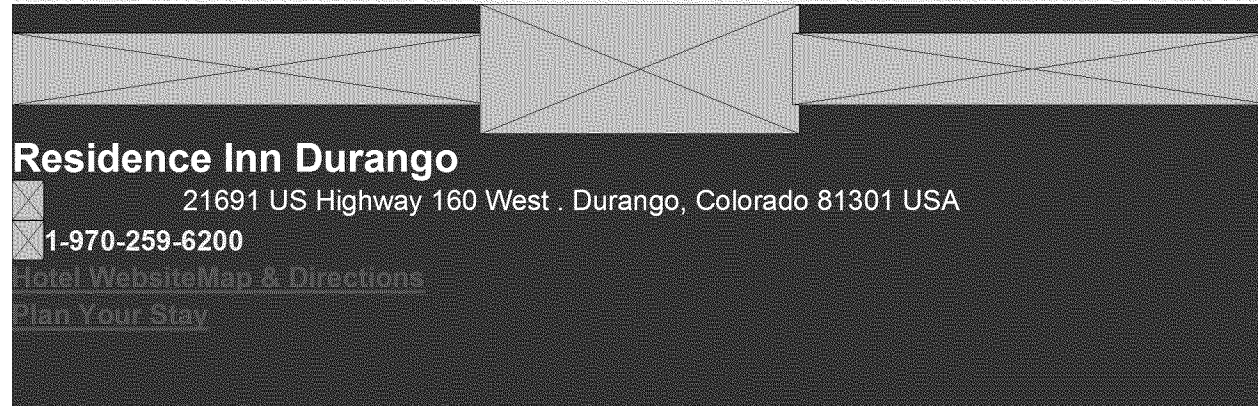 Residence Inn Durango
21691 US Highway 160 West . Durango, Colorado 81301 USA
1-970-259-6200
Hotel WebsiteMap & Directions
Plan Your Stay